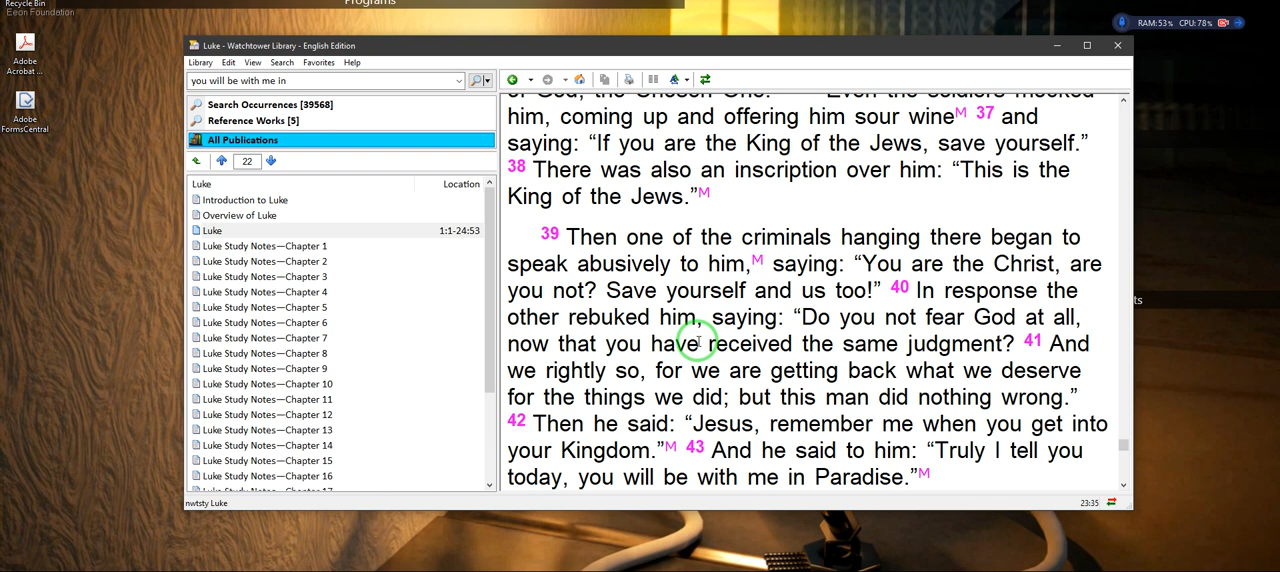 Recycle Bin
Eeon Foundation
Programs
RAM:53% CPU:78%
Adobe
Acrobat ...
Adobe
FormsCentral
Luke - Watchtower Library - English Edition
Library Edit View Search Favorites Help
you will be with me in
Search Occurrences [39568]
Reference Works [5]
All Publications
22
Luke Location
Introduction to Luke
Overview of Luke
Luke 1:1-24:53
Luke Study Notes—Chapter 1
Luke Study Notes—Chapter 2
Luke Study Notes—Chapter 3
Luke Study Notes—Chapter 4
Luke Study Notes—Chapter 5
Luke Study Notes—Chapter 6
Luke Study Notes—Chapter 7
Luke Study Notes—Chapter 8
Luke Study Notes—Chapter 9
Luke Study Notes—Chapter 10
Luke Study Notes—Chapter 11
Luke Study Notes—Chapter 12
Luke Study Notes—Chapter 13
Luke Study Notes—Chapter 14
Luke Study Notes—Chapter 15
Luke Study Notes—Chapter 16
Luke Study Notes—Chapter 17
him, coming up and offering him sour wineM 37 and
saying: “If you are the King of the Jews, save yourself.”
38 There was also an inscription over him: “This is the
King of the Jews.”M
39 Then one of the criminals hanging there began to
speak abusively to him,M saying: “You are the Christ, are
you not? Save yourself and us too!” 40 In response the
other rebuked him, saying: “Do you not fear God at all,
now that you have received the same judgment? 41 And
we rightly so, for we are getting back what we deserve
for the things we did; but this man did nothing wrong.”
42 Then he said: “Jesus, remember me when you get into
your Kingdom.”M 43 And he said to him: “Truly I tell you
today, you will be with me in Paradise.”M
nwtsty Luke
23:35
ts